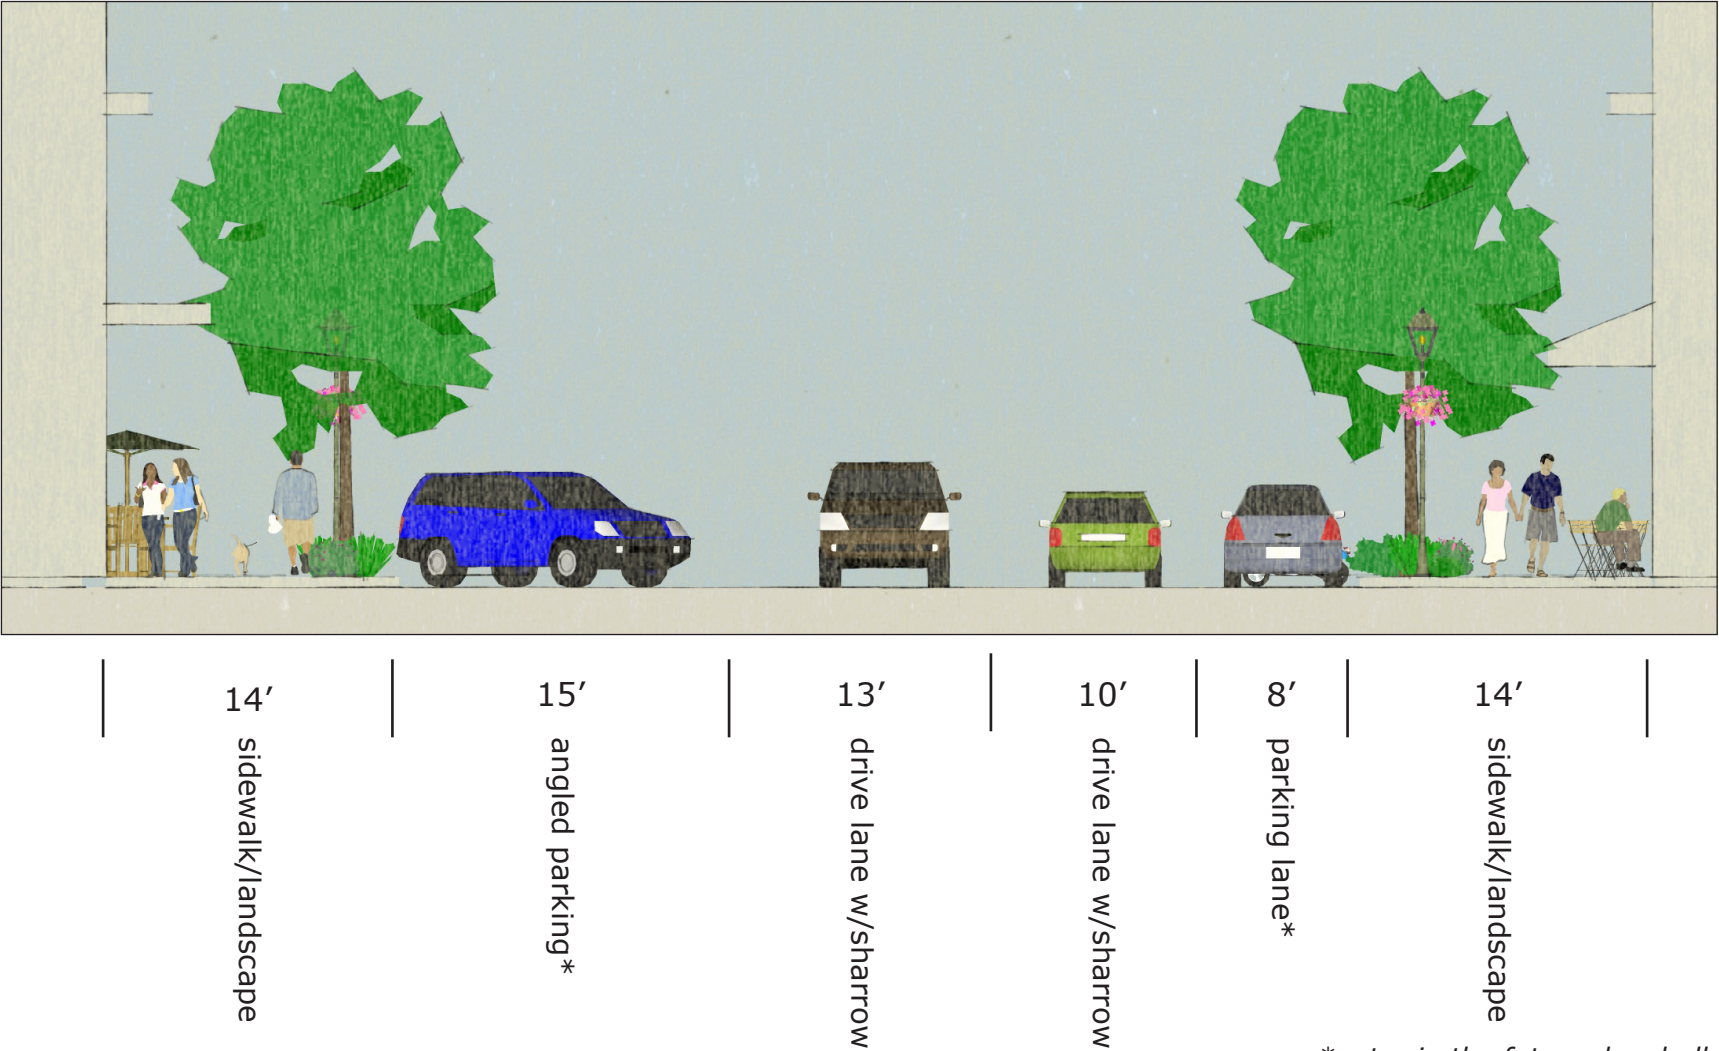 14’
15’
13’
10’
8’
14’
sidewalk/landscape
angled parking*
drive lane w/sharrow
drive lane w/sharrow
parking lane*
sidewalk/landscape